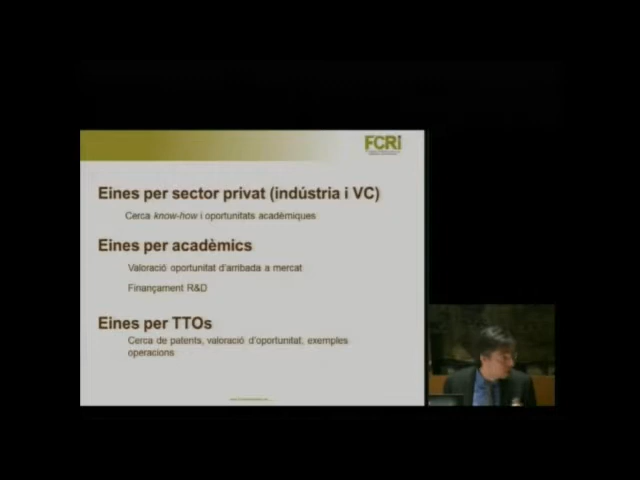 FCRi
Eines per sector privat (indústria i VC)
Cerca know-how i oportunitats acadèmiques
Eines per acadèmics
Valoració oportunitat d'arribada a mercat
Finançament R&D
Eines per TTOs
Cerca de patents, valoració d'oportunitat, exemples
operacions